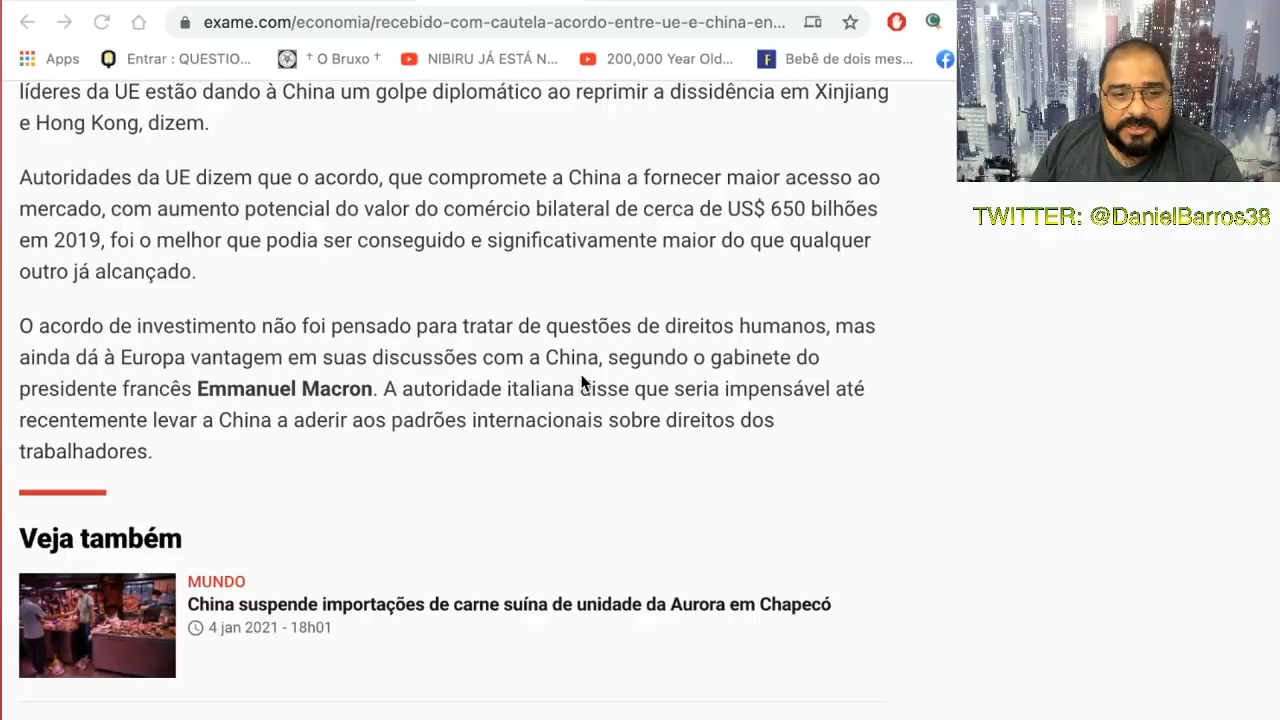 exame.com/economia/recebido-com-cautela-acordo-entre-ue-e-china-en...
Apps
Entrar : QUESTIO...
† O Bruxo †
NIBIRU JÁ ESTÁ N...
200,000 Year Old...
Bebê de dois mes...
líderes da UE estão dando à China um golpe diplomático ao reprimir a dissidência em Xinjiang
e Hong Kong, dizem.
TWITTER: @DanielBarros38
Autoridades da UE dizem que o acordo, que compromete a China a fornecer maior acesso ao
mercado, com aumento potencial do valor do comércio bilateral de cerca de US$ 650 bilhões
em 2019, foi o melhor que podia ser conseguido e significativamente maior do que qualquer
outro já alcançado.
O acordo de investimento não foi pensado para tratar de questões de direitos humanos, mas
ainda dá à Europa vantagem em suas discussões com a China, segundo o gabinete do
presidente francês Emmanuel Macron. A autoridade italiana disse que seria impensável até
recentemente levar a China a aderir aos padrões internacionais sobre direitos dos
trabalhadores.
Veja também
MUNDO
China suspende importações de carne suína de unidade da Aurora em Chapecó
4 jan 2021 - 18h01